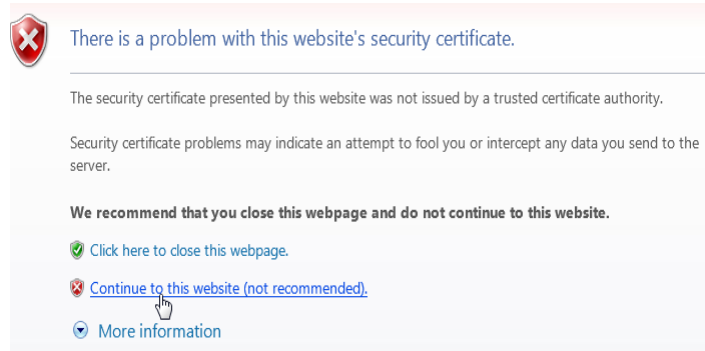 There is a problem with this website's security certificate.
The security certificate presented by this website was not issued by a trusted certificate authority.
Security certificate problems may indicate an attempt to fool you or intercept any data you send to the
server.
We recommend that you close this webpage and do not continue to this website.
Click here to close this webpage.
Continue to this website (not recommended).
More information